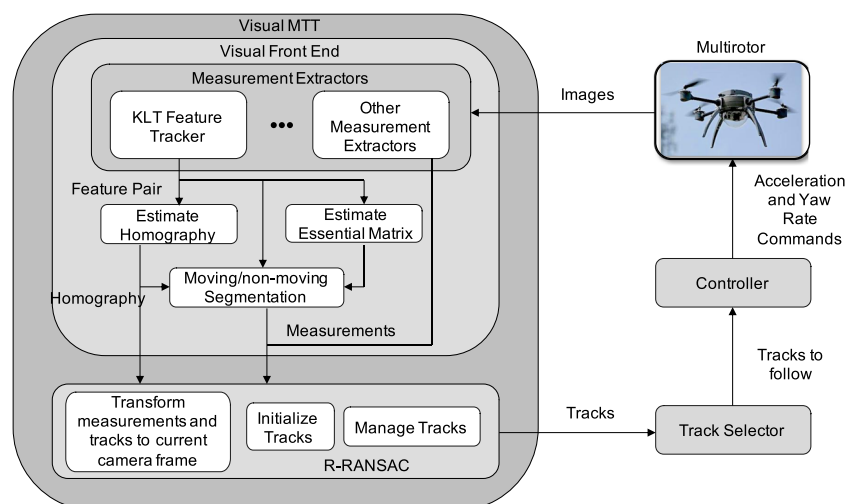 Visual MTT
Visual Front End
Measurement Extractors
KLT Feature
Tracker
•••
Other
Measurement
Extractors
Feature Pair
Estimate
Homography
Estimate
Essential Matrix
Moving/non-moving
Segmentation
Homography
Measurements
Transform
measurements and
tracks to current
camera frame
Initialize
Tracks
Manage Tracks
R-RANSAC
Images
Multirotor
Acceleration
and Yaw
Rate
Commands
Controller
Tracks to
follow
Tracks
Track Selector